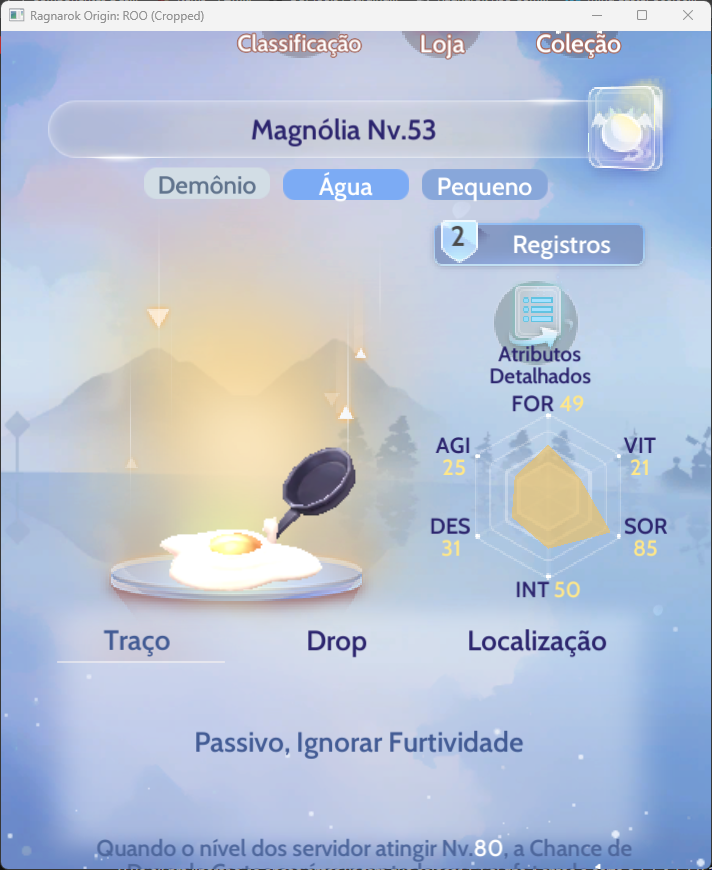 Ragnarok Origin: ROO (Cropped)
Classificação Loja Coleção
Magnólia Nv.53
Demônio Água Pequeno
2 Registros
Atributos
Detalhados
FOR 49
AGI VIT
25 21
DES SOR
31 85
INT 50
Traço Drop Localização
Passivo, Ignorar Furtividade
Quando o nível dos servidor atingir Nv.80, a Chance de